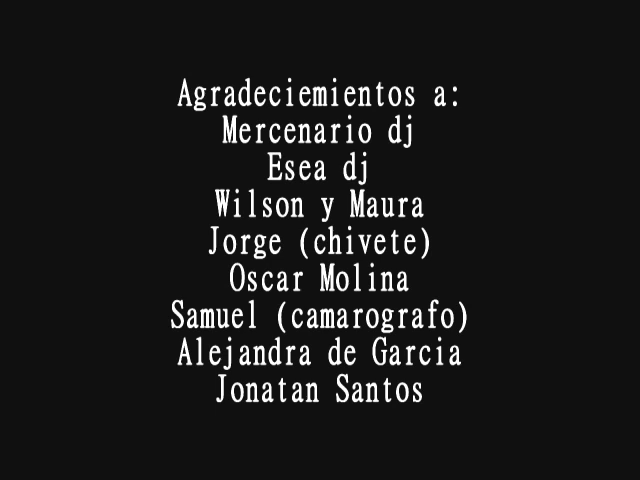 Agradeciemientos a:
Mercenario dj
Esea dj
Wilson y Maura
Jorge (chivete)
Oscar Molina
Samuel (camarografo)
Alejandra de Garcia
Jonatan Santos